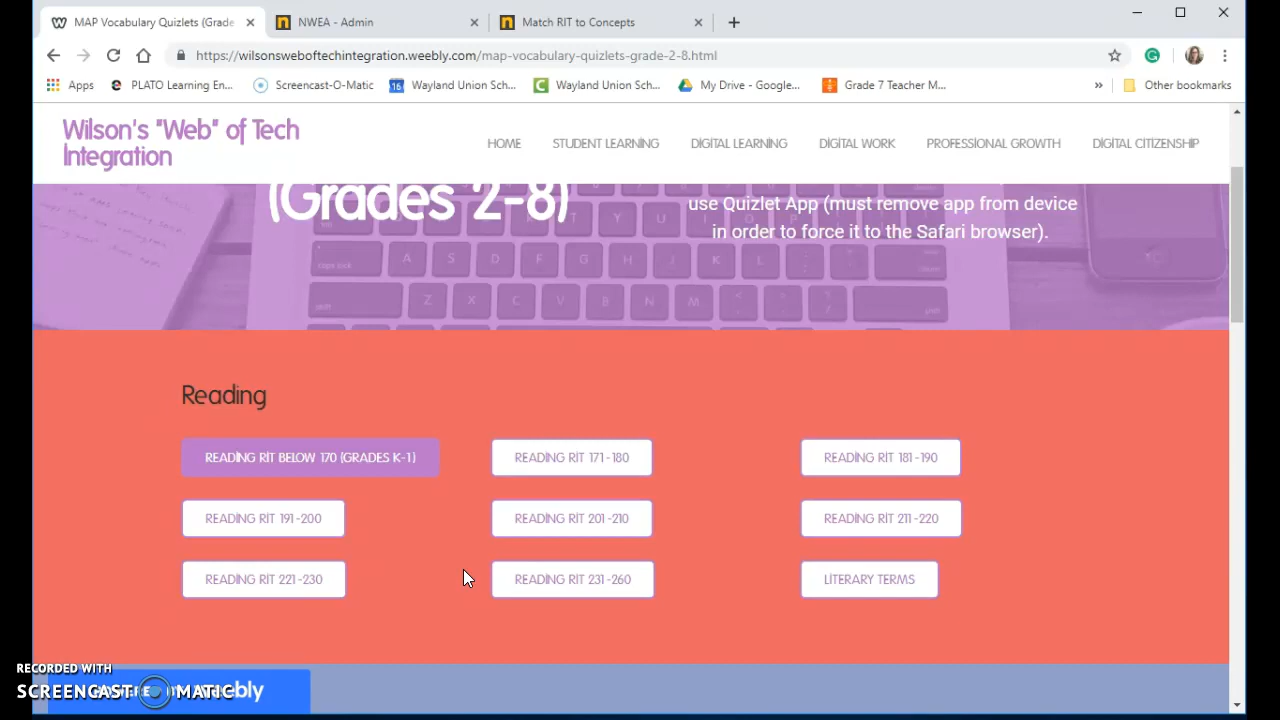 MAP Vocabulary Quizlets (Grade
NWEA - Admin
Match RIT to Concepts
https://wilsonsweboftechintegration.weebly.com/map-vocabulary-quizlets-grade-2-8.html
Apps
PLATO Learning En...
Screencast-O-Matic
16
Wayland Union Sch...
Wayland Union Sch...
My Drive - Google...
Grade 7 Teacher M...
»
Other bookmarks
Wilson's "Web" of Tech
Integration
HOME
STUDENT LEARNING
DIGITAL LEARNING
DIGITAL WORK
PROFESSIONAL GROWTH
DIGITAL CITIZENSHIP
(Grades 2-8)
use Quizlet App (must remove app from device
in order to force it to the Safari browser).
Reading
READING RIT BELOW 170 (GRADES K-1)
READING RIT 171-180
READING RIT 181-190
READING RIT 191-200
READING RIT 201-210
READING RIT 211-220
READING RIT 221-230
READING RIT 231-260
LITERARY TERMS
RECORDED WITH
SCREENCAST MATIC